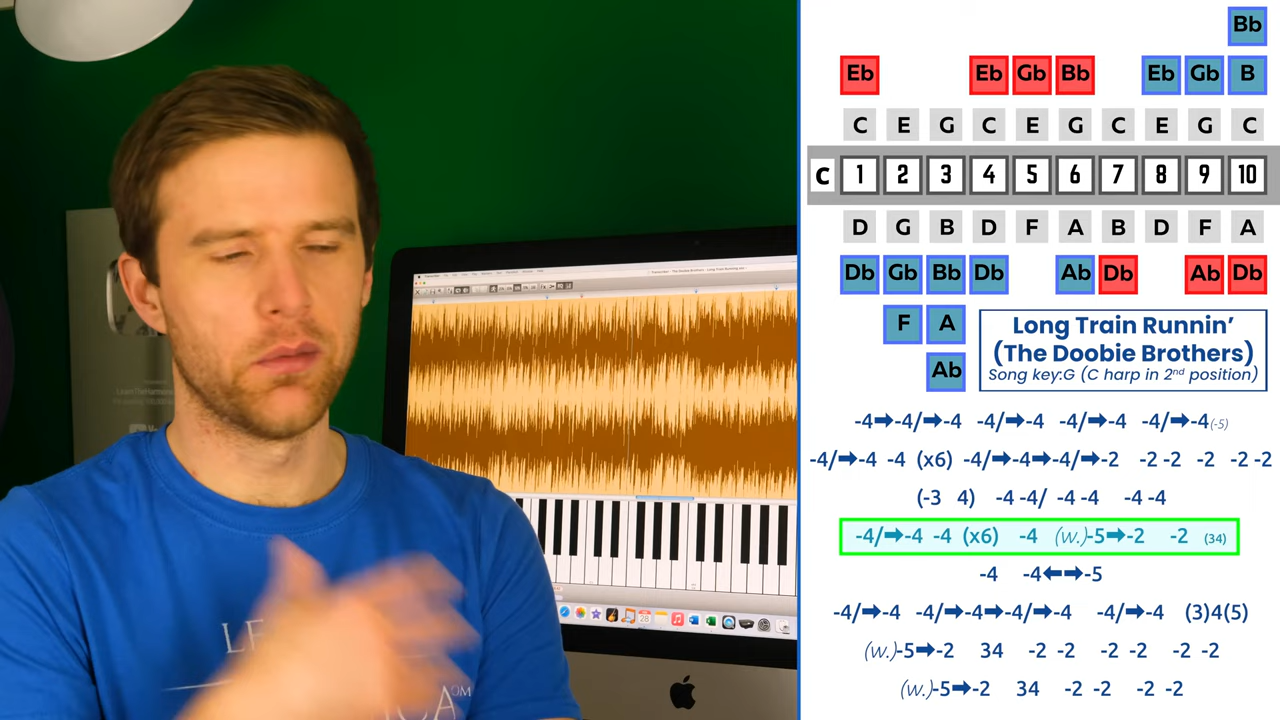 Bb
Eb Eb Gb Bb Eb Gb B
C E G C E G C E G C
C 1 2 3 4 5 6 7 8 9 10
D G B D F A B D F A
Db Gb Bb Db Ab Db Ab Db
F A
Ab
Long Train Runnin’
(The Doobie Brothers)
Song key:G (C harp in 2nd position)
-4➡-4/➡-4 -4/➡-4 -4/➡-4 -4/➡-4(-5)
-4/➡-4 -4 (x6) -4/➡-4➡-4/➡-2 -2 -2 -2 -2 -2
(-3 4) -4 -4/ -4 -4 -4 -4
-4/➡-4 -4 (x6) -4 (w.)-5➡-2 -2 (34)
-4 -4⬅➡-5
-4/➡-4 -4/➡-4➡-4/➡-4 -4/➡-4 (3)4(5)
(w.)-5➡-2 34 -2 -2 -2 -2 -2 -2
(w.)-5➡-2 34 -2 -2 -2 -2